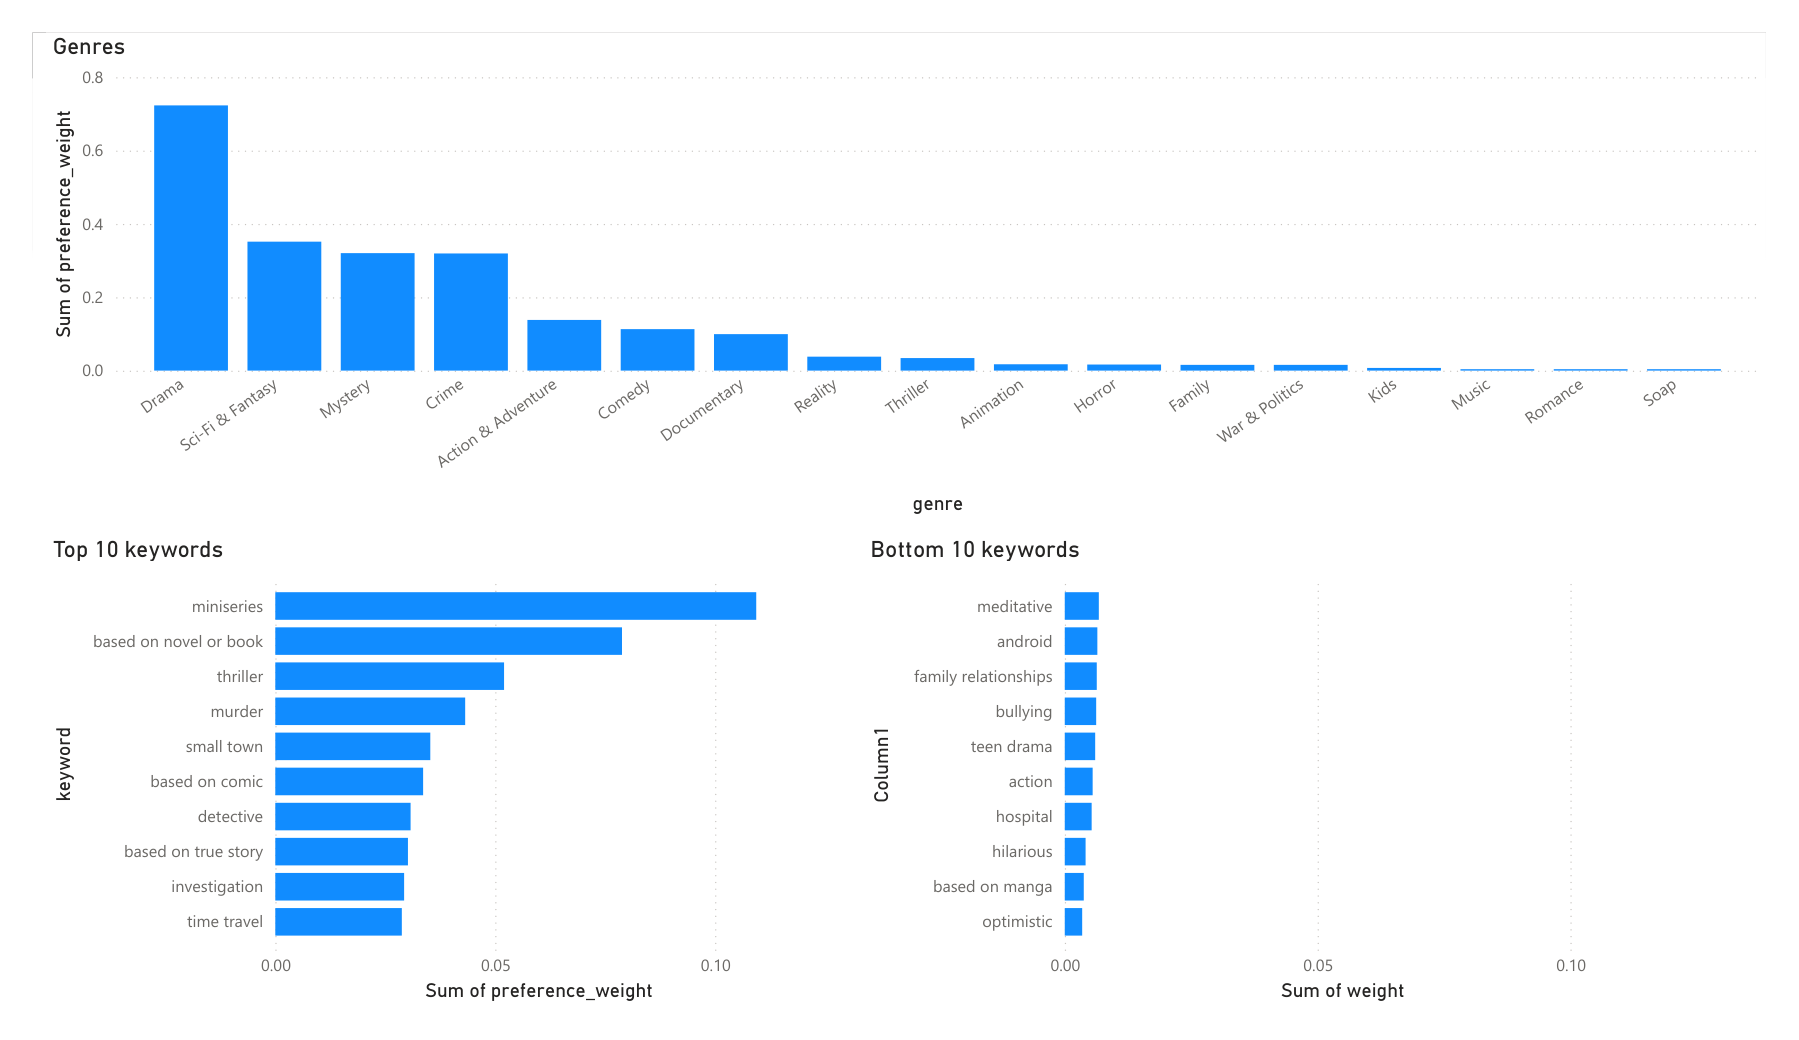 Genres
Sum of preference_weight
0.8
0.6
0.4
0.2
0.0
Drama
Sci-Fi & Fantasy
Mystery
Crime
Action & Adventure
Comedy
Documentary
Reality
Thriller
Animation
Horror
Family
War & Politics
Kids
Music
Romance
Soap
genre
Top 10 keywords
keyword
miniseries
based on novel or book
thriller
murder
small town
based on comic
detective
based on true story
investigation
time travel
0.00
0.05
0.10
Sum of preference_weight
Bottom 10 keywords
Column1
meditative
android
family relationships
bullying
teen drama
action
hospital
hilarious
based on manga
optimistic
0.00
0.05
0.10
Sum of weight